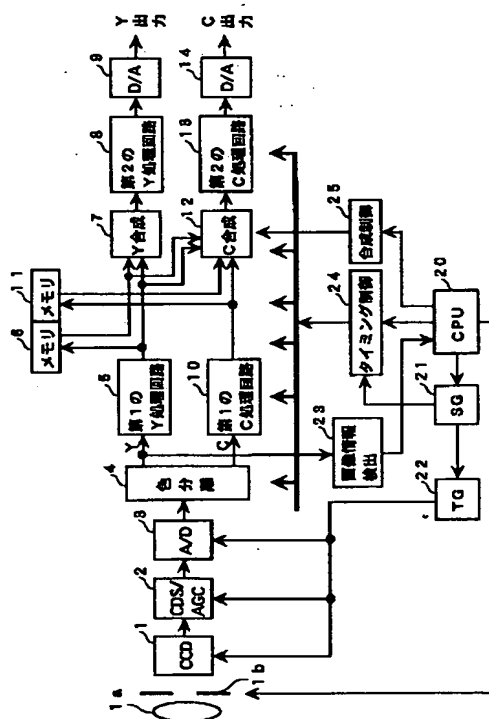 1a
1b
1
CCD
2
CDS/
AGC
3
A/D
4
色分離
Y
C
5
第1の
Y処理回路
10
第1の
C処理回路
6
メモリ
11
メモリ
7
Y合成
12
C合成
8
第2の
Y処理回路
13
第2の
C処理回路
9
D/A
14
D/A
Y出力
C出力
23
画像情報
検出
24
タイミング制御
25
合成制御
20
CPU
21
SG
22
TG